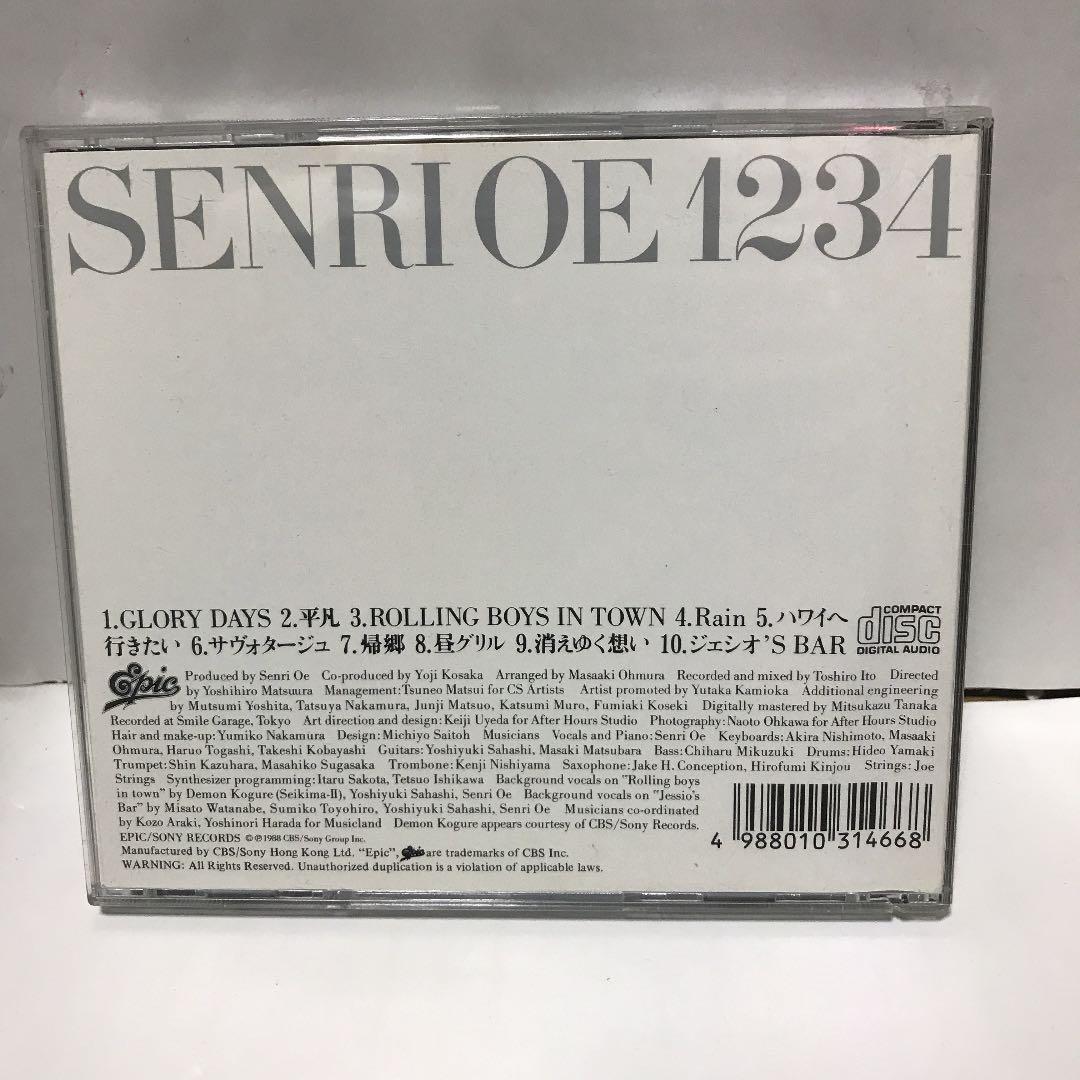 SENRI OE 1234
1.GLORY DAYS 2.平凡 3.ROLLING BOYS IN TOWN 4.Rain 5.ハワイへ
行きたい 6.サヴォタージュ 7.帰郷 8.昼グリル 9.消えゆく想い 10.ジェシオ'S BAR
COMPACT
disc
DIGITAL AUDIO
Epic
Produced by Senri Oe Co-produced by Yoji Kosaka Arranged by Masaaki Ohmura Recorded and mixed by Toshiro Ito Directed
by Yoshihiro Matsuura Management:Tsuneo Matsui for CS Artists Artist promoted by Yutaka Kamioka Additional engineering
by Mutsumi Yoshita, Tatsuya Nakamura, Junji Matsuo, Katsumi Muro, Fumiaki Koseki Digitally mastered by Mitsukazu Tanaka
Recorded at Smile Garage, Tokyo Art direction and design:Keiji Uyeda for After Hours Studio Photography:Naoto Ohkawa for After Hours Studio
Hair and make-up:Yumiko Nakamura Design:Michiyo Saitoh Musicians Vocals and Piano:Senri Oe Keyboards:Akira Nishimoto, Masaaki
Ohmura, Haruo Togashi, Takeshi Kobayashi Guitars:Yoshiyuki Sahashi, Masaki Matsubara Bass:Chiharu Mikuzuki Drums:Hideo Yamaki
Trumpet:Shin Kazuhara, Masahiko Sugasaka Trombone:Kenji Nishiyama Saxophone:Jake H. Conception, Hirofumi Kinjou Strings:Joe
Strings Synthesizer programming:Itaru Sakota, Tetsuo Ishikawa Background vocals on "Rolling boys
in town" by Demon Kogure (Seikima-II), Yoshiyuki Sahashi, Senri Oe Background vocals on "Jessio's
Bar" by Misato Watanabe, Sumiko Toyohiro, Yoshiyuki Sahashi, Senri Oe Musicians co-ordinated
by Kozo Araki, Yoshinori Harada for Musicland Demon Kogure appears courtesy of CBS/Sony Records.
EPIC/SONY RECORDS ©℗1988 CBS/Sony Group Inc.
Manufactured by CBS/Sony Hong Kong Ltd. "Epic", Epic are trademarks of CBS Inc.
WARNING: All Rights Reserved. Unauthorized duplication is a violation of applicable laws.
4 988010 314668